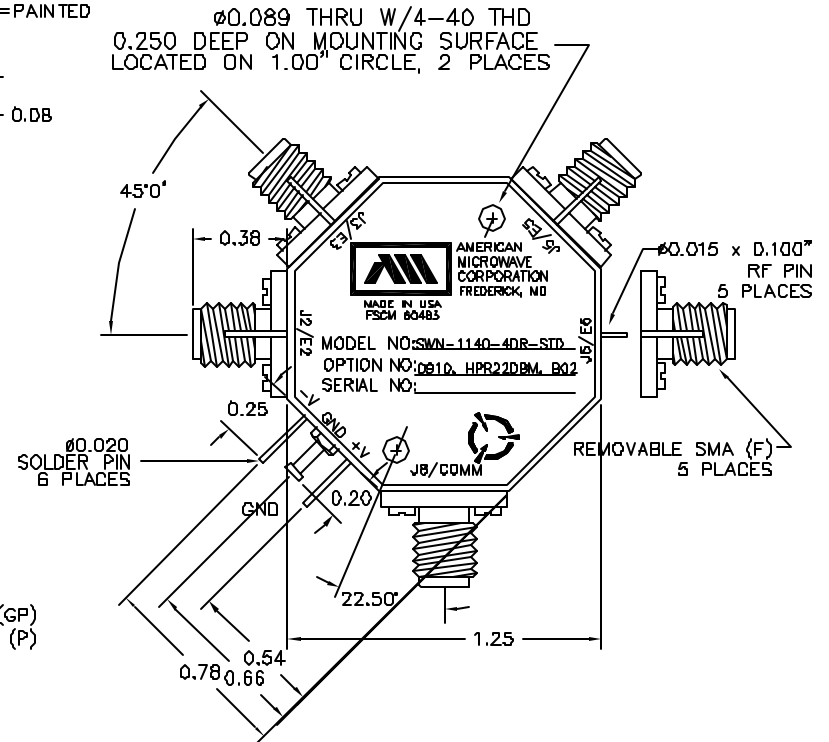 =PAINTED
Ø0.089 THRU W/4-40 THD
0.250 DEEP ON MOUNTING SURFACE
LOCATED ON 1.00" CIRCLE, 2 PLACES
0.DB
45°0'
0.38
J3/E3
J5/E5
AMERICAN
MICROWAVE
CORPORATION
FREDERICK, MD
MADE IN USA
FSCM 60483
Ø0.015 x 0.100"
RF PIN
5 PLACES
J2/E2
J6/E6
MODEL NO:SWN-1140-4DR-STD
OPTION NO:D910, HPR22DBM, B02
SERIAL NO:
-V
GND
+V
0.25
Ø0.020
SOLDER PIN
6 PLACES
REMOVABLE SMA (F)
5 PLACES
J8/COMM
0.20
GND
22.50°
(GP)
(P)
1.25
0.54
0.66
0.78